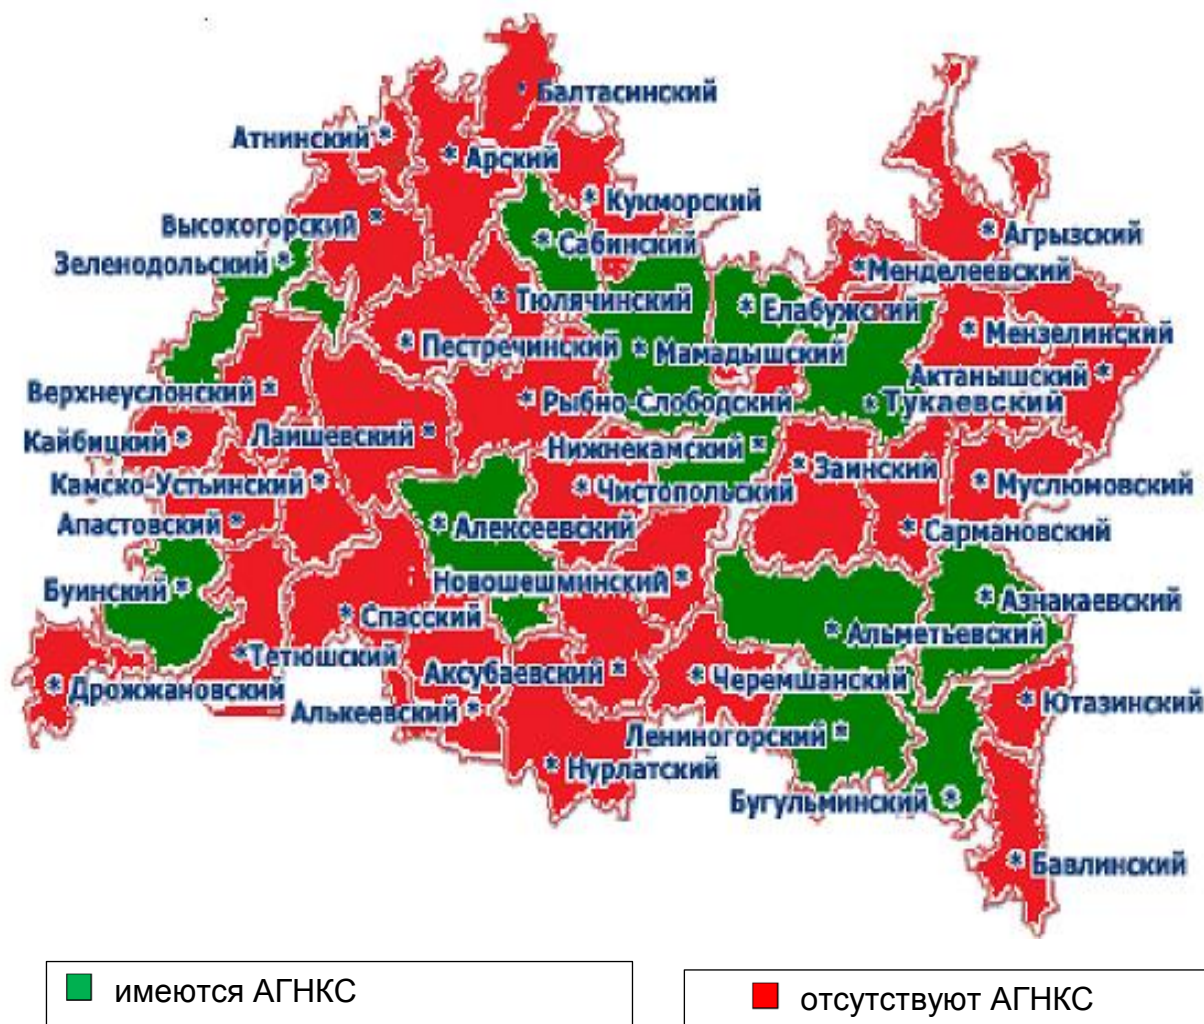 * Балтасинский
Атнинский *
* Арский
* Кукморский
Высокогорский *
* Агрызский
* Сабинский
Зеленодольский *
*Менделеевский
* Тюлячинский
* Елабужский
* Мензелинский
* Пестречинский
* Мамадышский
Актанышский *
Верхнеуслонский *
* Рыбно-Слободский
* Тукаевский
Кайбицкий *
Лаишевский *
Нижнекамский *
* Заинский
Камско-Устьинский *
* Чистопольский
* Муслюмовский
Апастовский *
* Алексеевский
* Сармановский
Буинский *
Новошешминский *
* Азнакаевский
* Спасский
* Альметьевский
*Тетюшский
Аксубаевский *
* Черемшанский
* Дрожжановский
Алькеевский *
* Ютазинский
Лениногорский *
* Нурлатский
Бугульминский *
* Бавлинский
имеются АГНКС
отсутствуют АГНКС